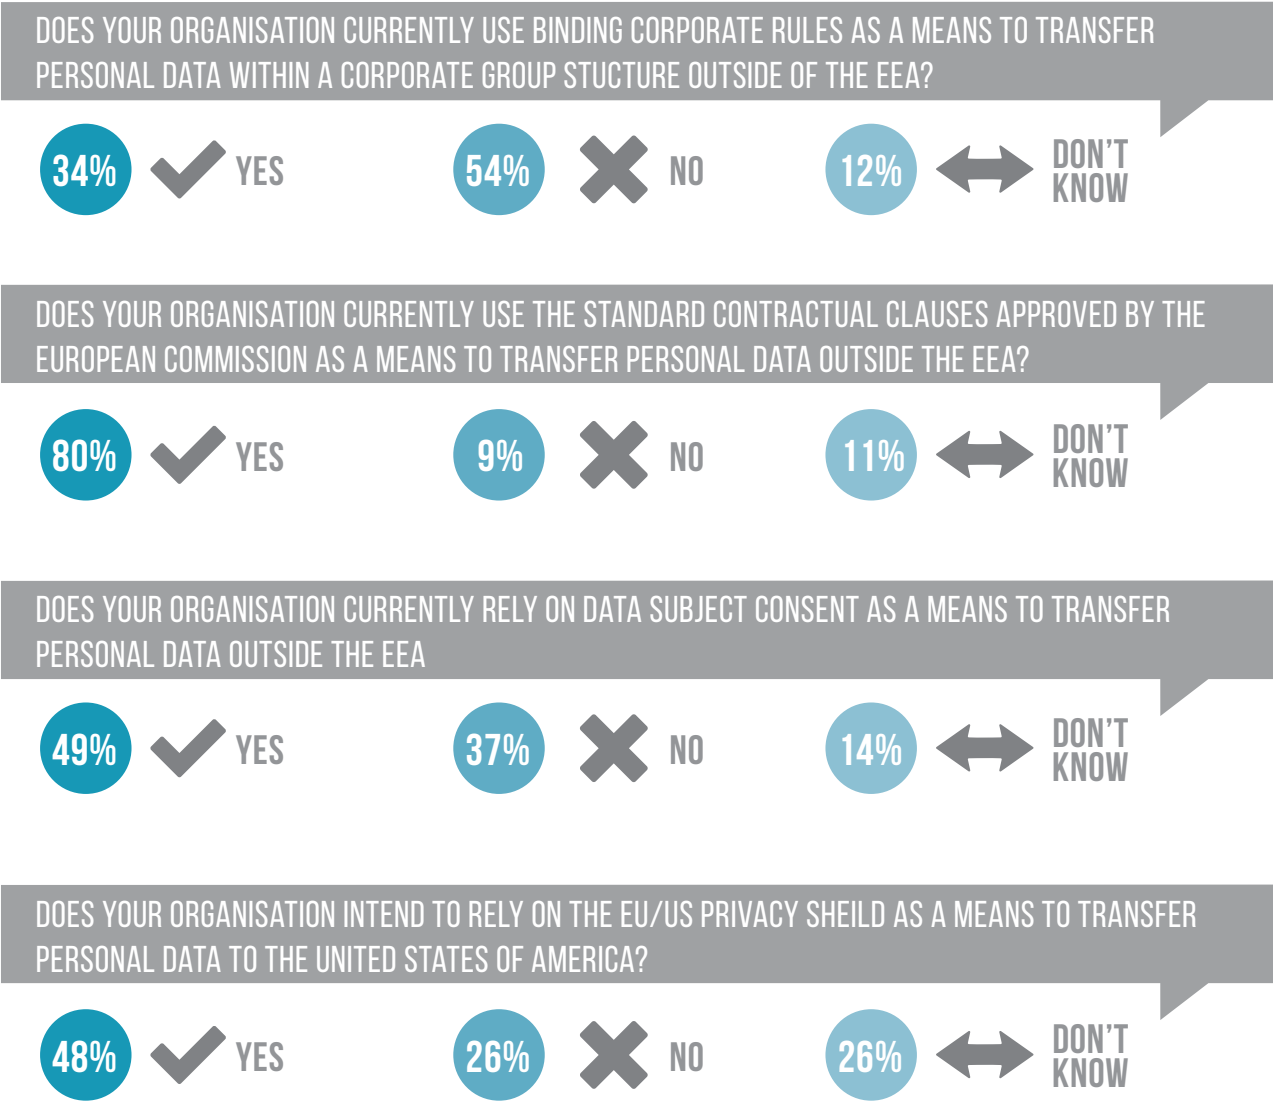 DOES YOUR ORGANISATION CURRENTLY USE BINDING CORPORATE RULES AS A MEANS TO TRANSFER
PERSONAL DATA WITHIN A CORPORATE GROUP STUCTURE OUTSIDE OF THE EEA?
34% YES 54% NO 12% DON'T
KNOW
DOES YOUR ORGANISATION CURRENTLY USE THE STANDARD CONTRACTUAL CLAUSES APPROVED BY THE
EUROPEAN COMMISSION AS A MEANS TO TRANSFER PERSONAL DATA OUTSIDE THE EEA?
80% YES 9% NO 11% DON'T
KNOW
DOES YOUR ORGANISATION CURRENTLY RELY ON DATA SUBJECT CONSENT AS A MEANS TO TRANSFER
PERSONAL DATA OUTSIDE THE EEA
49% YES 37% NO 14% DON'T
KNOW
DOES YOUR ORGANISATION INTEND TO RELY ON THE EU/US PRIVACY SHEILD AS A MEANS TO TRANSFER
PERSONAL DATA TO THE UNITED STATES OF AMERICA?
48% YES 26% NO 26% DON'T
KNOW